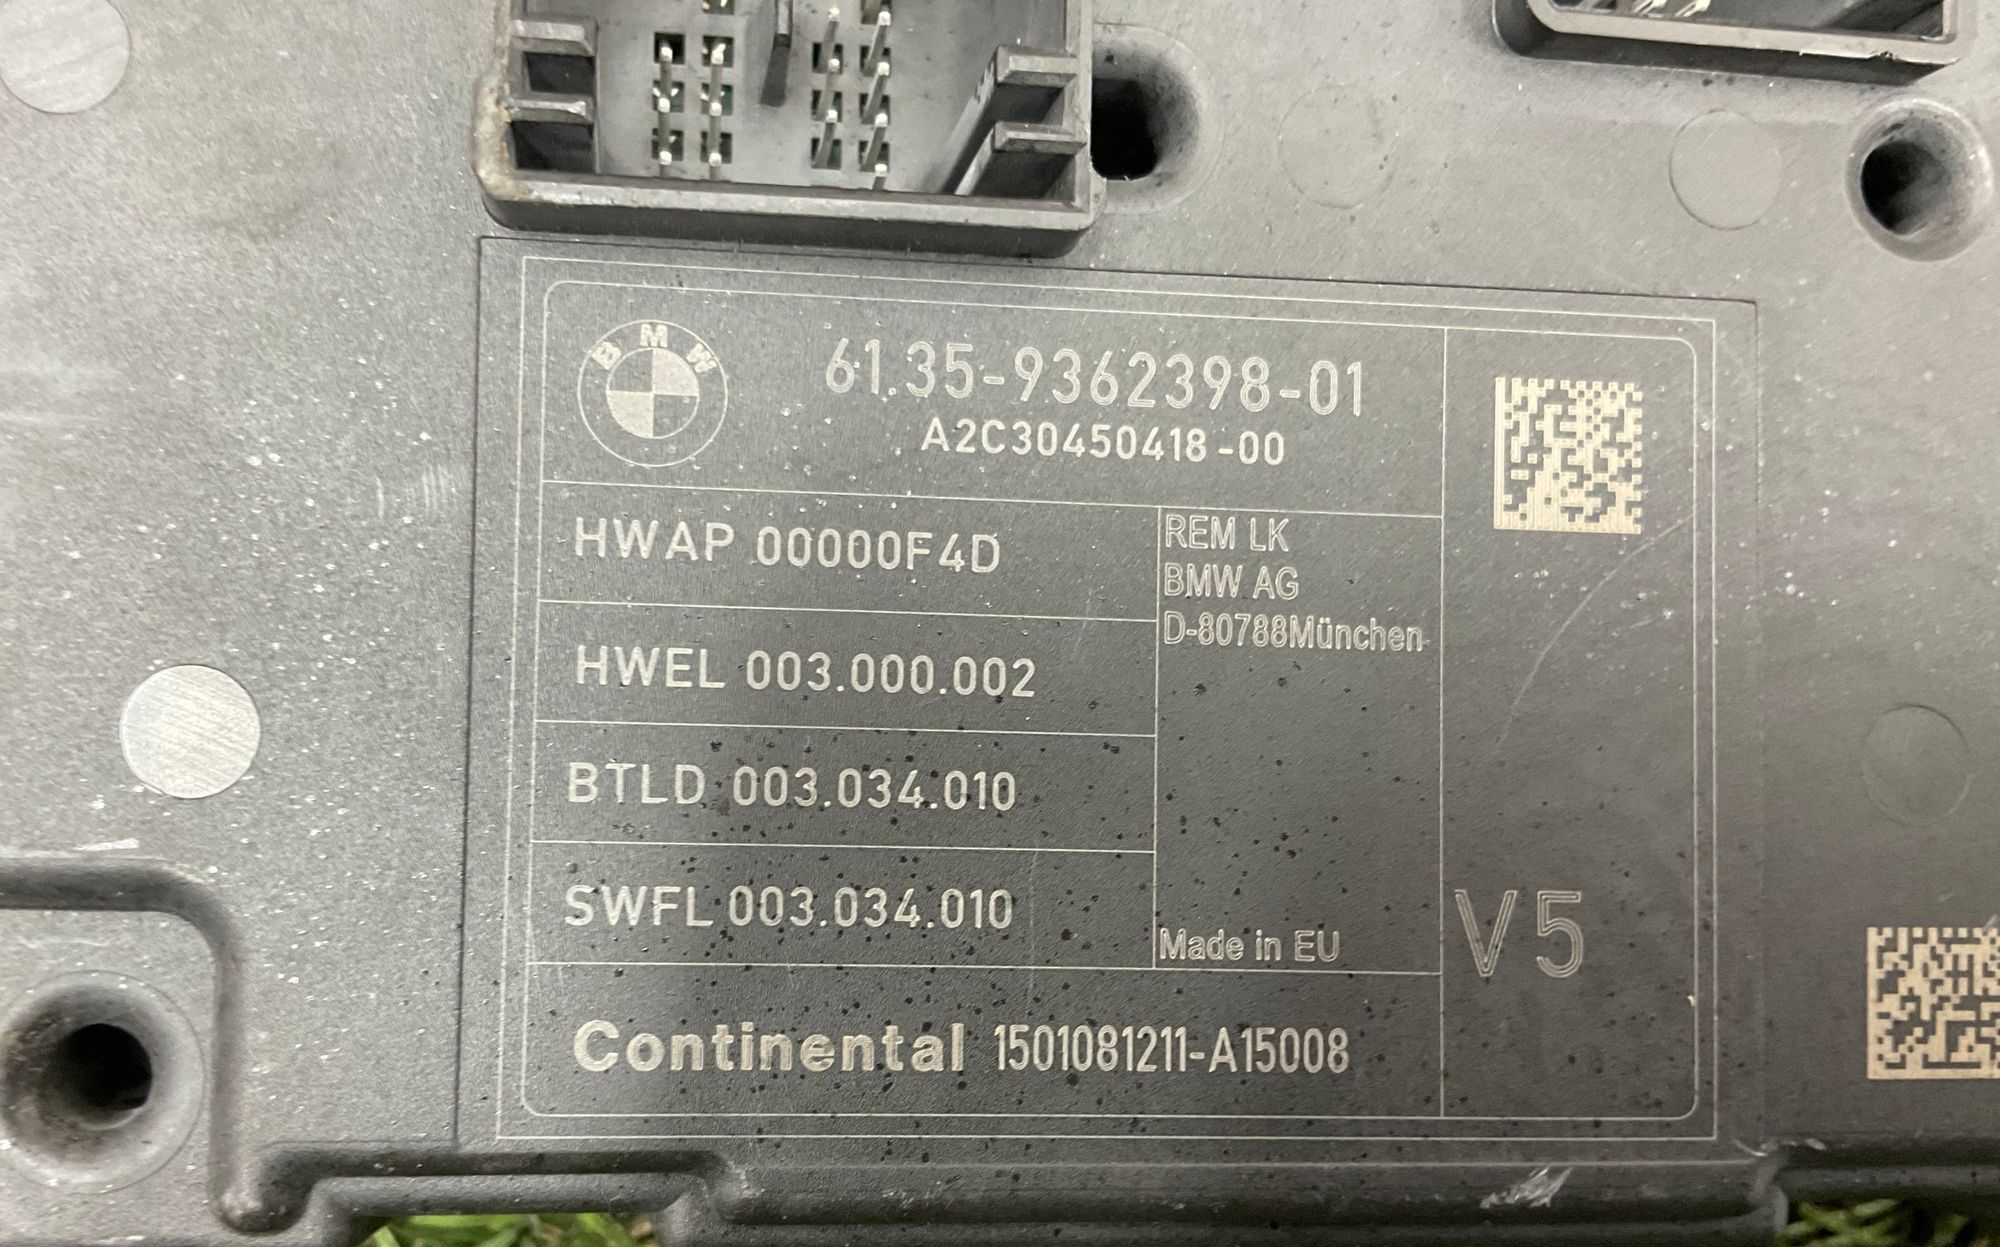 BMW
61.35-9362398-01
A2C30450418-00
HWAP 00000F4D
REM LK
BMW AG
D-80788München
HWEL 003.000.002
BTLD 003.034.010
SWFL 003.034.010
Made in EU
V5
Continental 1501081211-A15008